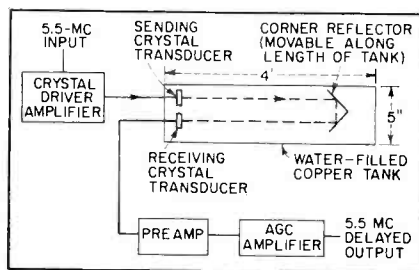 SENDING
CRYSTAL
TRANSDUCER
CORNER REFLECTOR
(MOVABLE ALONG
LENGTH OF TANK)
5.5-MC
INPUT
4'
CRYSTAL
DRIVER
AMPLIFIER
5"
RECEIVING
CRYSTAL
TRANSDUCER
WATER-FILLED
COPPER TANK
PREAMP
AGC
AMPLIFIER
5.5 MC
DELAYED
OUTPUT